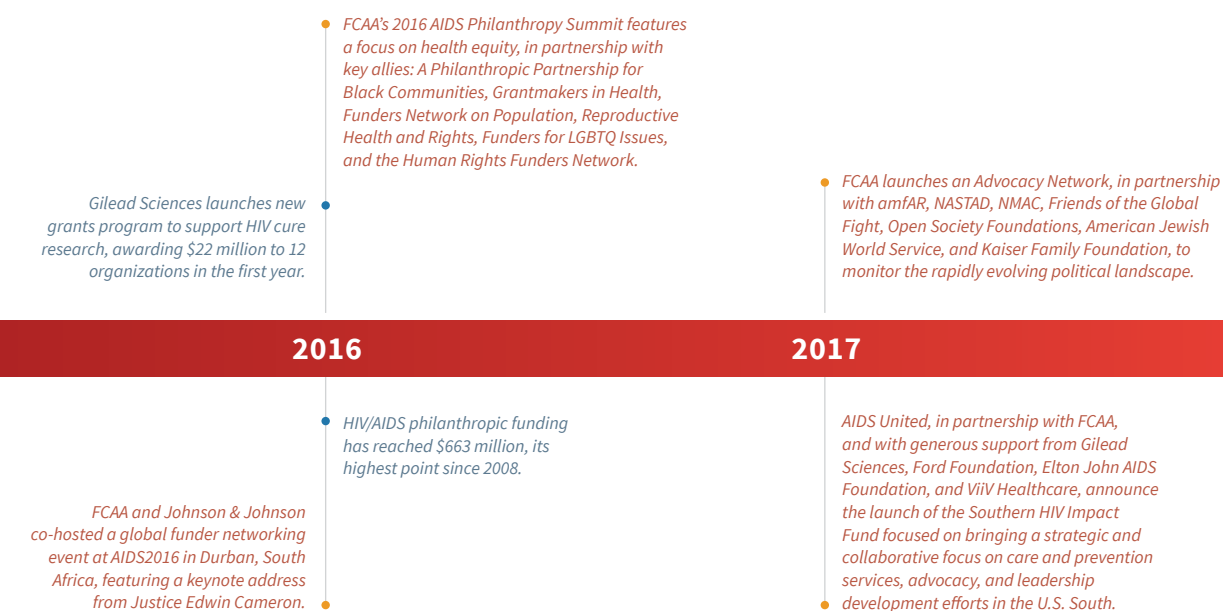 FCAA’s 2016 AIDS Philanthropy Summit features
a focus on health equity, in partnership with
key allies: A Philanthropic Partnership for
Black Communities, Grantmakers in Health,
Funders Network on Population, Reproductive
Health and Rights, Funders for LGBTQ Issues,
and the Human Rights Funders Network.
Gilead Sciences launches new
grants program to support HIV cure
research, awarding $22 million to 12
organizations in the first year.
FCAA launches an Advocacy Network, in partnership
with amfAR, NASTAD, NMAC, Friends of the Global
Fight, Open Society Foundations, American Jewish
World Service, and Kaiser Family Foundation, to
monitor the rapidly evolving political landscape.
2016
2017
HIV/AIDS philanthropic funding
has reached $663 million, its
highest point since 2008.
FCAA and Johnson & Johnson
co-hosted a global funder networking
event at AIDS2016 in Durban, South
Africa, featuring a keynote address
from Justice Edwin Cameron.
AIDS United, in partnership with FCAA,
and with generous support from Gilead
Sciences, Ford Foundation, Elton John AIDS
Foundation, and ViiV Healthcare, announce
the launch of the Southern HIV Impact
Fund focused on bringing a strategic and
collaborative focus on care and prevention
services, advocacy, and leadership
development efforts in the U.S. South.